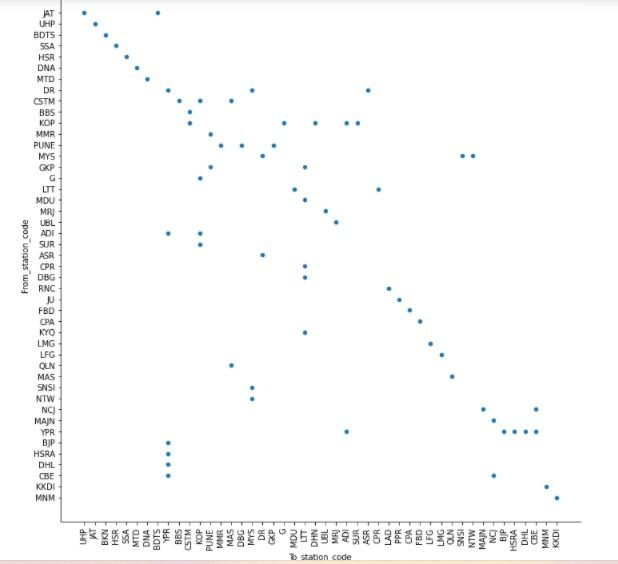 JAT
UHP
BDTS
SSA
HSR
DNA
MTD
DR
CSTM
BBS
KOP
MMR
PUNE
MYS
GKP
G
LTT
MDU
MRJ
UBL
ADI
SUR
ASR
CPR
DBG
RNC
JU
FBD
CPA
KYQ
LMG
LFG
QLN
MAS
SNSI
NTW
NCJ
MAJN
YPR
BJP
HSRA
DHL
CBE
KKDI
MNM
From_station_code
UHP
JAT
BKN
HSR
SSA
MTD
DNA
BDTS
YPR
BBS
CSTM
KOP
PUNE
MMR
MAS
DBG
MYS
DR
GKP
G
MDU
LTT
DHN
UBL
MRJ
ADI
SUR
ASR
CPR
LAD
PPR
CPA
FBD
LFG
LMG
QLN
SNSI
NTW
MAJN
NCJ
BJP
HSRA
DHL
CBE
MNM
KKDI
To_station_code